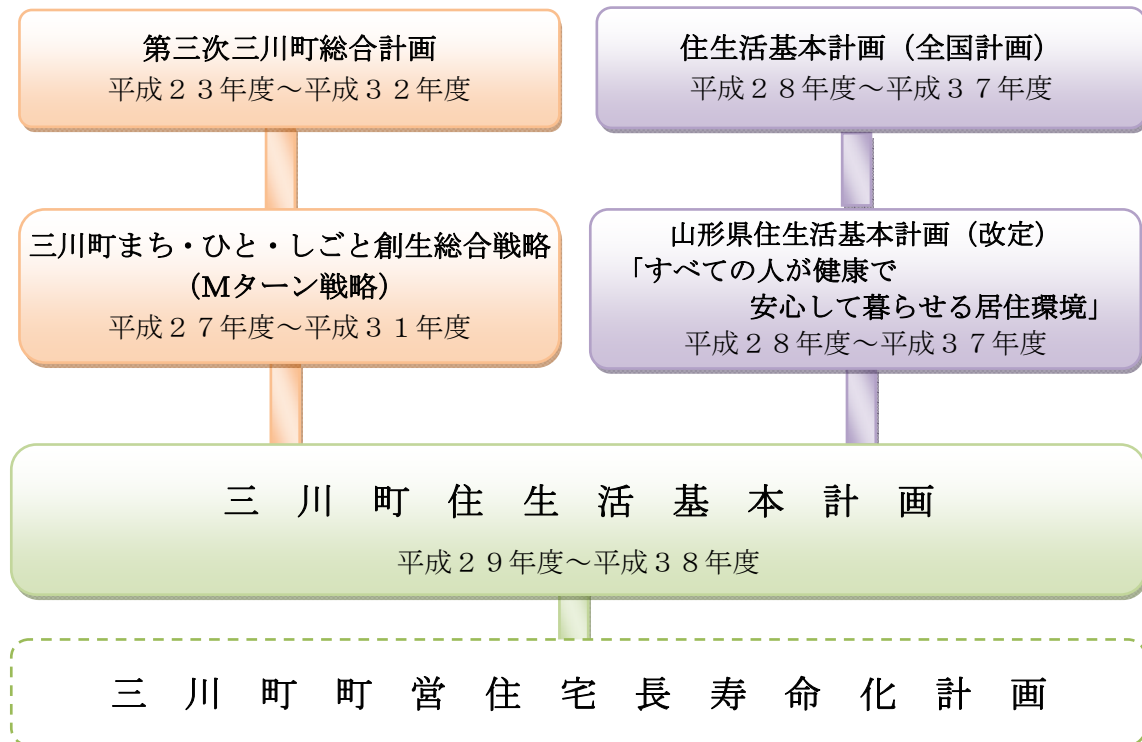 第三次三川町総合計画
平成２３年度～平成３２年度
住生活基本計画（全国計画）
平成２８年度～平成３７年度
三川町まち・ひと・しごと創生総合戦略
（Mターン戦略）
平成２７年度～平成３１年度
山形県住生活基本計画（改定）
「すべての人が健康で
安心して暮らせる居住環境」
平成２８年度～平成３７年度
三川町住生活基本計画
平成２９年度～平成３８年度
三川町町営住宅長寿命化計画